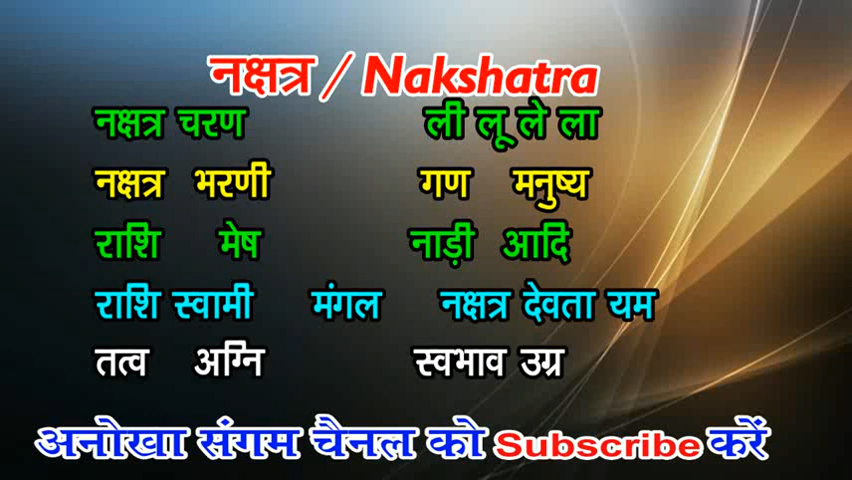 नक्षत्र / Nakshatra
नक्षत्र चरण ली लू ले ला
नक्षत्र भरणी गण मनुष्य
राशि मेष नाड़ी आदि
राशि स्वामी मंगल नक्षत्र देवता यम
तत्व अग्नि स्वभाव उग्र
अनोखा संगम चैनल को Subscribe करें